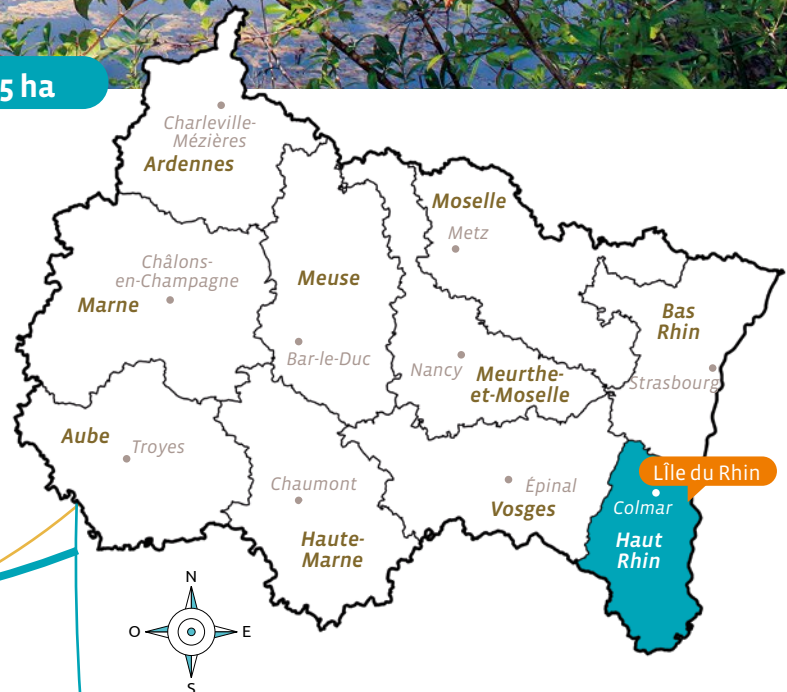 5 ha
Charleville-
Mézières
Ardennes
Moselle
Metz
Châlons-
en-Champagne
Marne
Meuse
Bar-le-Duc
Bas
Rhin
Strasbourg
Nancy
Meurthe-
et-Moselle
Aube
Troyes
Chaumont
Haute-
Marne
Épinal
Vosges
L'Île du Rhin
Colmar
Haut
Rhin
N
O
E
S